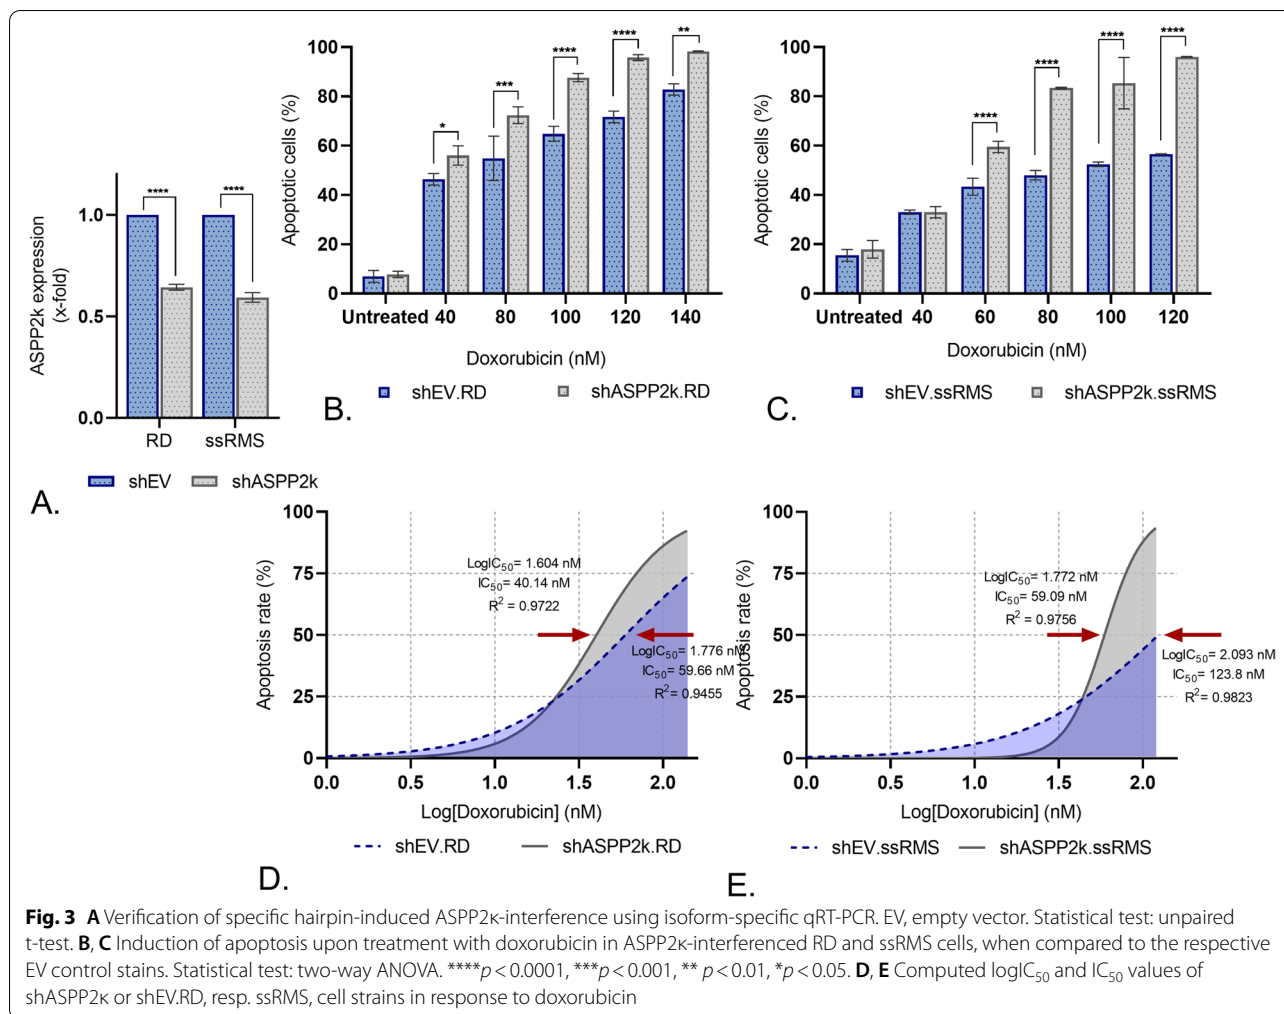 ASPP2k expression
(x-fold)
1.0
0.5
0.0
****
****
RD
ssRMS
shEV
shASPP2k
A.
Apoptotic cells (%)
100
80
60
40
20
0
*
***
****
****
**
Untreated 40 80 100 120 140
Doxorubicin (nM)
shEV.RD
shASPP2k.RD
B.
Apoptotic cells (%)
100
80
60
40
20
0
****
****
****
****
Untreated 40 60 80 100 120
Doxorubicin (nM)
shEV.ssRMS
shASPP2k.ssRMS
C.
Apoptosis rate (%)
100
75
50
25
0
LogIC50= 1.604 nM
IC50= 40.14 nM
R2 = 0.9722
LogIC50= 1.776 nM
IC50= 59.66 nM
R2= 0.9455
0.0 0.5 1.0 1.5 2.0
Log[Doxorubicin] (nM)
shEV.RD
shASPP2k.RD
D.
Apoptosis rate (%)
100
75
50
25
0
LogIC50= 1.772 nM
IC50= 59.09 nM
R2 = 0.9756
LogIC50= 2.093 nM
IC50= 123.8 nM
R2= 0.9823
0.0 0.5 1.0 1.5 2.0
Log[Doxorubicin] (nM)
shEV.ssRMS
shASPP2k.ssRMS
E.
Fig. 3 A Verification of specific hairpin-induced ASPP2κ-interference using isoform-specific qRT-PCR. EV, empty vector. Statistical test: unpaired
t-test. B, C Induction of apoptosis upon treatment with doxorubicin in ASPP2κ-interferenced RD and ssRMS cells, when compared to the respective
EV control stains. Statistical test: two-way ANOVA. ****p < 0.0001, ***p < 0.001, ** p < 0.01, *p < 0.05. D, E Computed logIC50 and IC50 values of
shASPP2κ or shEV.RD, resp. ssRMS, cell strains in response to doxorubicin